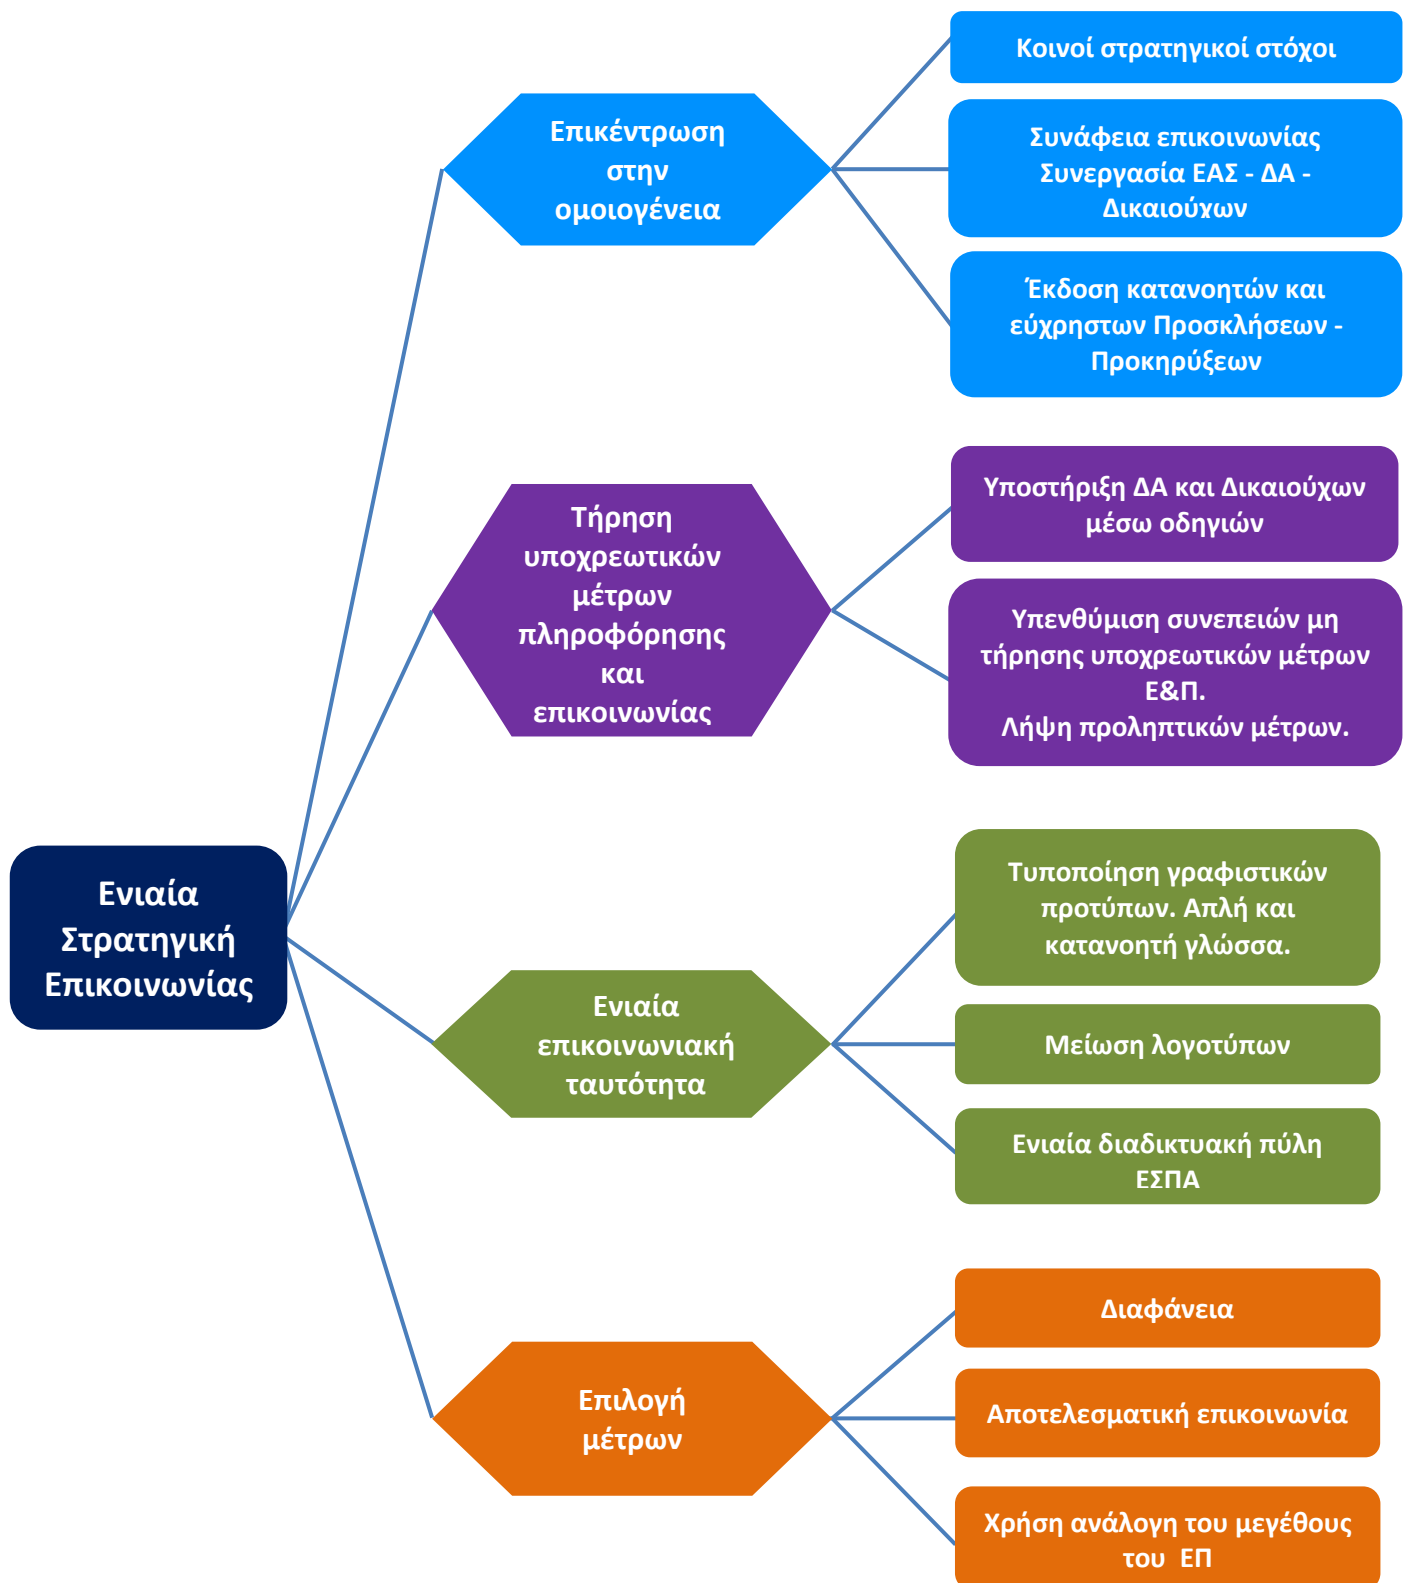 Κοινοί στρατηγικοί στόχοι
Επικέντρωση
στην
ομοιογένεια
Συνάφεια επικοινωνίας
Συνεργασία ΕΑΣ - ΔΑ -
Δικαιούχων
Έκδοση κατανοητών και
εύχρηστων Προσκλήσεων -
Προκηρύξεων
Τήρηση
υποχρεωτικών
μέτρων
πληροφόρησης
και
επικοινωνίας
Υποστήριξη ΔΑ και Δικαιούχων
μέσω οδηγιών
Υπενθύμιση συνεπειών μη
τήρησης υποχρεωτικών μέτρων
Ε&Π.
Λήψη προληπτικών μέτρων.
Ενιαία
Στρατηγική
Επικοινωνίας
Ενιαία
επικοινωνιακή
ταυτότητα
Τυποποίηση γραφιστικών
προτύπων. Απλή και
κατανοητή γλώσσα.
Μείωση λογοτύπων
Ενιαία διαδικτυακή πύλη
ΕΣΠΑ
Επιλογή
μέτρων
Διαφάνεια
Αποτελεσματική επικοινωνία
Χρήση ανάλογη του μεγέθους
του ΕΠ